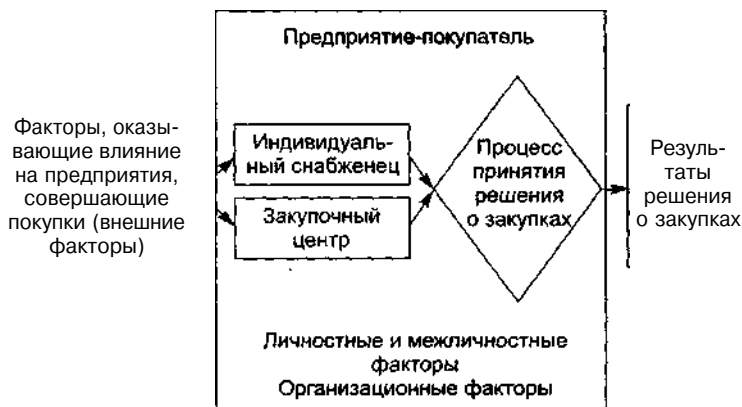 Предприятие-покупатель
Факторы, оказы-
вающие влияние
на предприятия,
совершающие
покупки (внешние
факторы)
Индивидуаль-
ный снабженец
Закупочный
центр
Процесс
принятия
решения
о закупках
Резуль-
таты
решения
о закупках
Личностные и межличностные
факторы
Организационные факторы